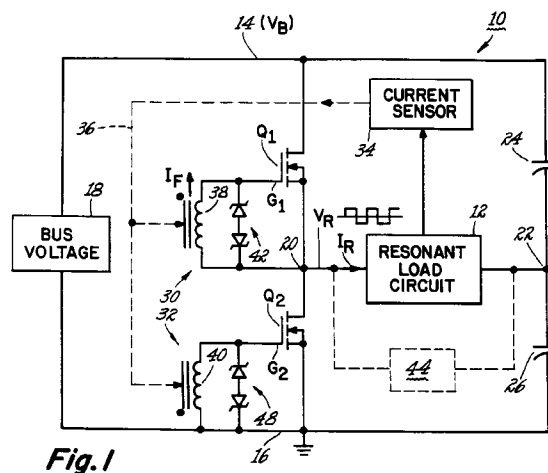 14 (VB)
10
36
CURRENT
SENSOR
34
24
Q1
IF
38
G1
18
BUS
VOLTAGE
42
20
VR
IR
12
RESONANT
LOAD
CIRCUIT
22
30
32
Q2
G2
40
48
44
26
16
Fig. 1